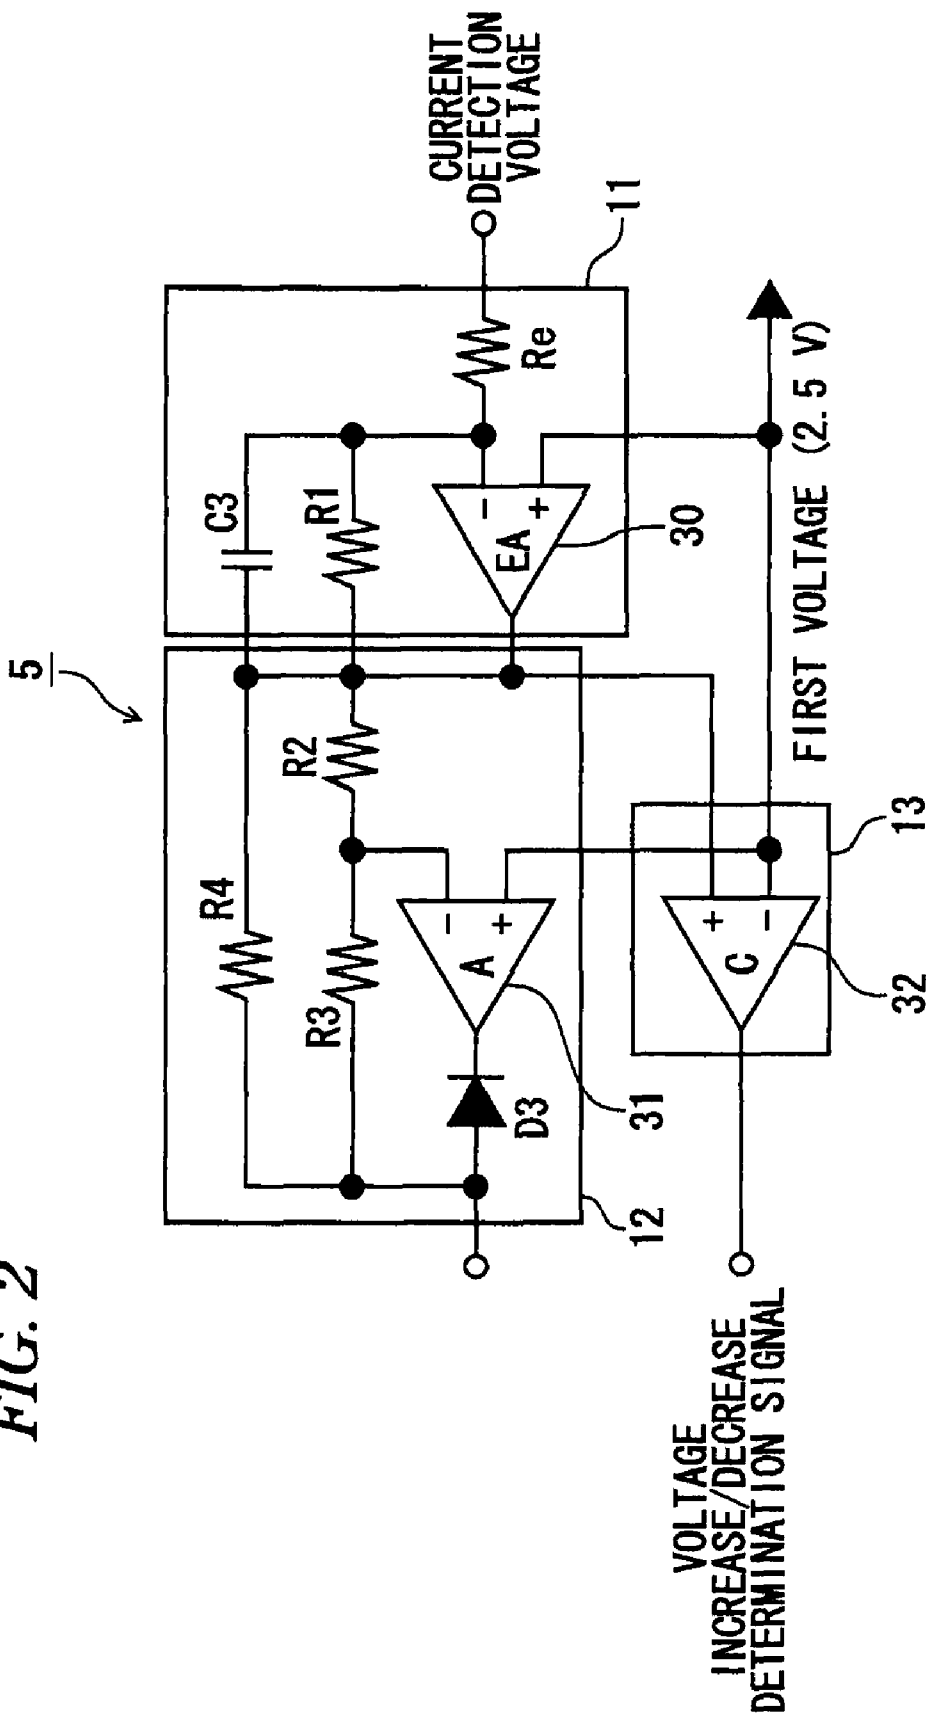 FIG. 2
5
R4
C3
R3
R2
R1
D3
A
-
+
31
12
EA
-
+
30
Re
11
CURRENT
DETECTION
VOLTAGE
FIRST VOLTAGE (2.5 V)
C
+
-
32
13
VOLTAGE
INCREASE/DECREASE
DETERMINATION SIGNAL